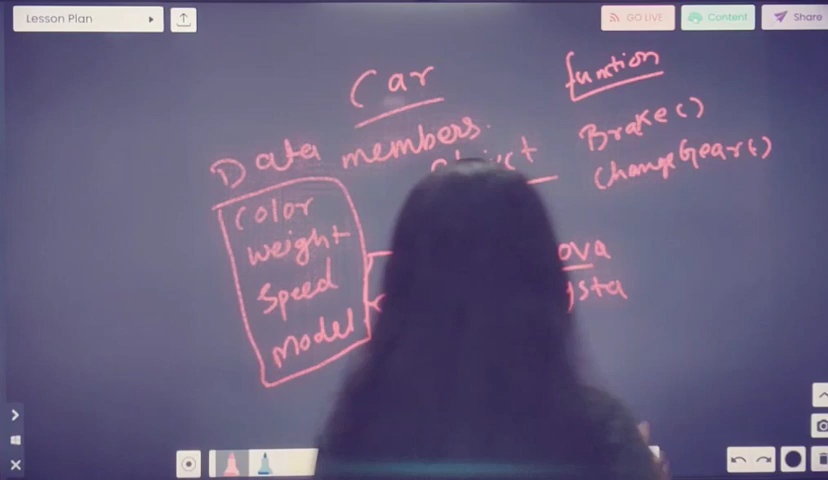 Lesson Plan
GO LIVE
Content
Share
Car
function
Data members.
Brake()
ChangeGear()
Color
weight
Speed
Model